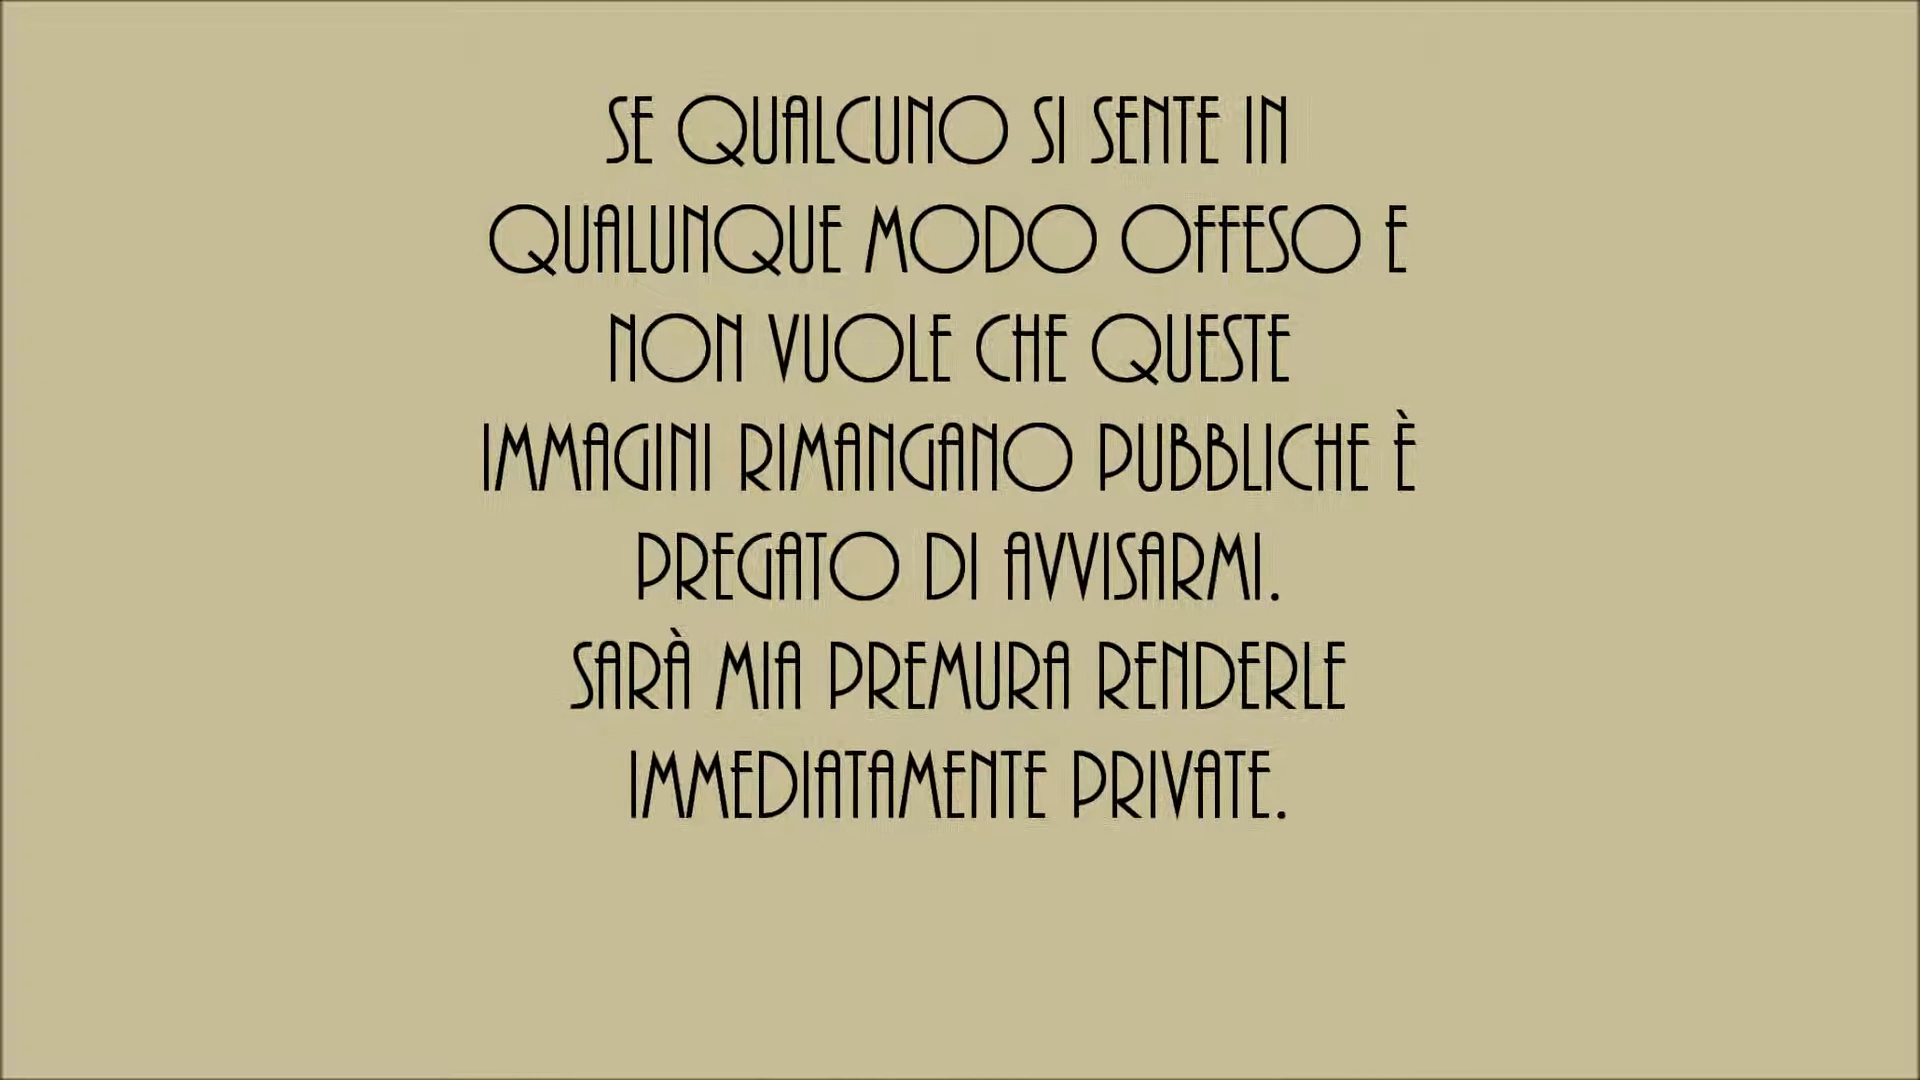 SE QUALCUNO SI SENTE IN
QUALUNQUE MODO OFFESO E
NON VUOLE CHE QUESTE
IMMAGINI RIMANGANO PUBBLICHE È
PREGATO DI AVVISARMI.
SARÀ MIA PREMURA RENDERLE
IMMEDIATAMENTE PRIVATE.